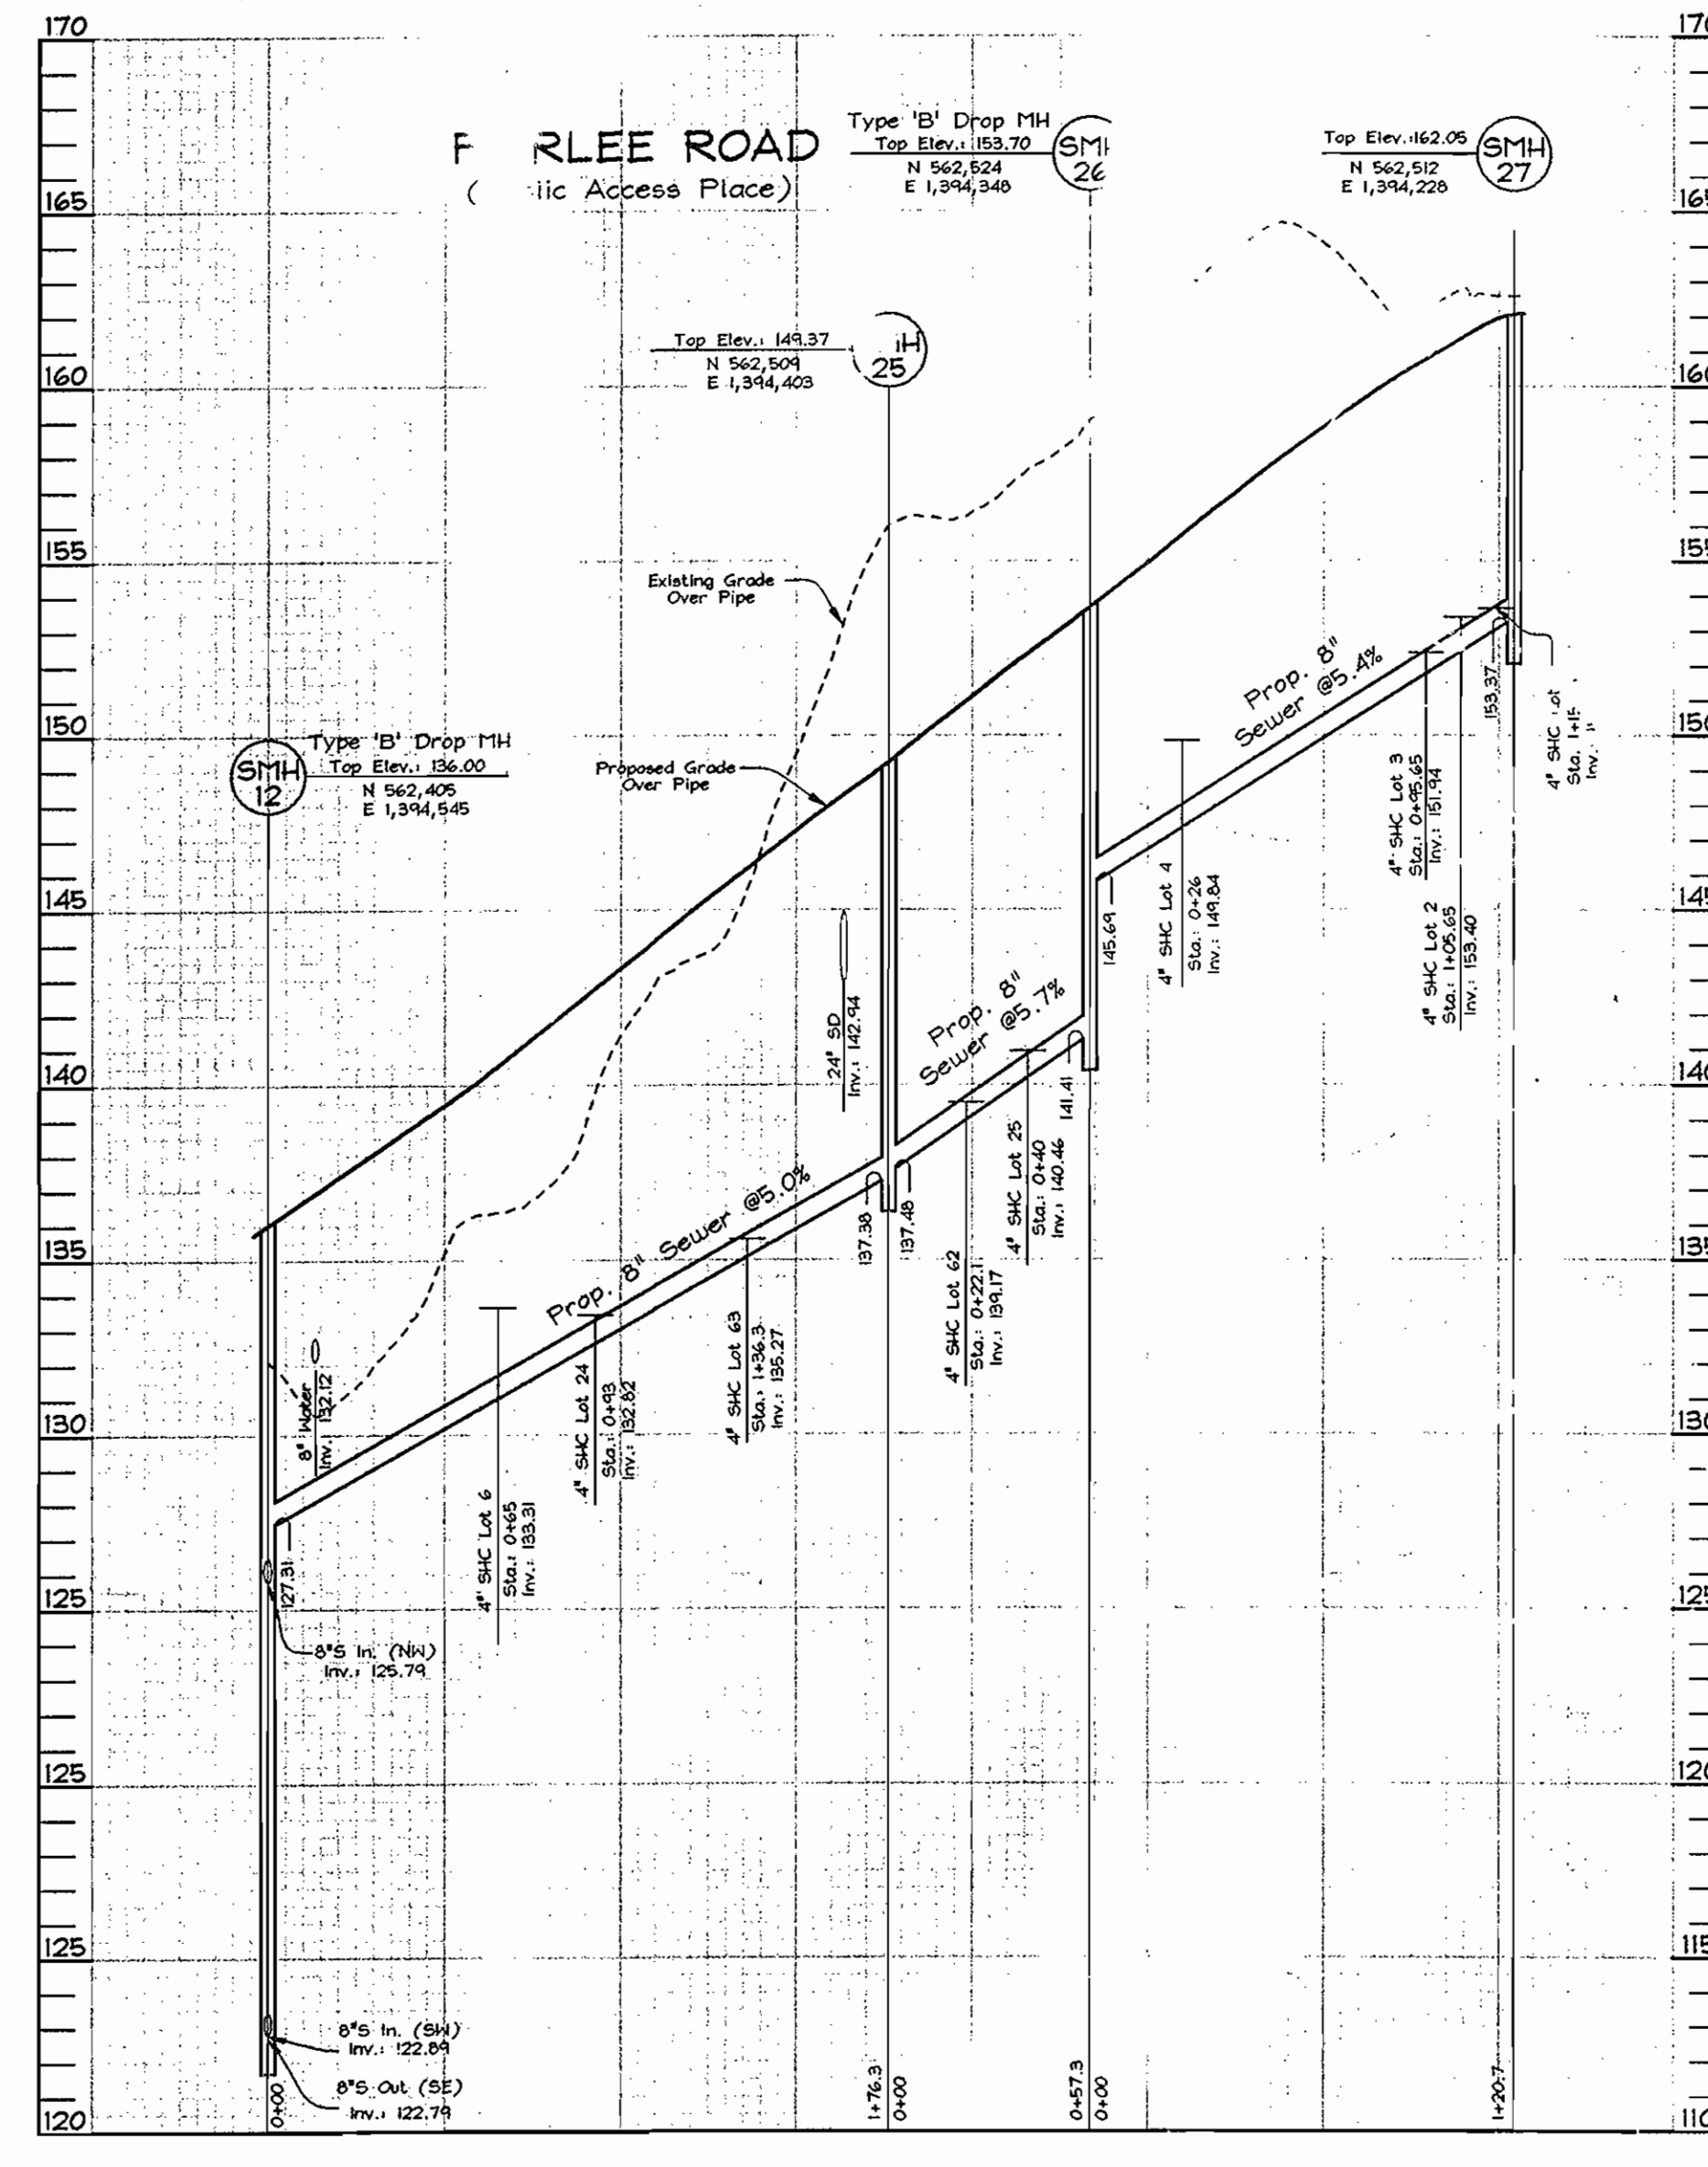 170
165
160
155
150
145
140
135
130
125
125
125
120
RLEE ROAD
Access Place)
Type 'B' Drop MH
Top Elev.: 153.70
N 562,524
E 1,394,348
Top Elev.: 162.05
N 562,512
E 1,394,228
SMH
27
Top Elev.: 149.37
N 562,509
E 1,394,403
25
Existing Grade
Over Pipe
Proposed Grade
Over Pipe
SMH
12
Type 'B' Drop MH
Top Elev.: 136.00
N 562,405
E 1,394,545
Prop. 8" Sewer @5.0%
Prop. 8"
Sewer @5.7%
Prop. 8"
Sewer @5.4%
8" Water
Inv.: 132.12
127.31
8"S In. (NW)
Inv.: 125.79
8"S In. (SW)
Inv.: 122.89
8"S Out (SE)
Inv.: 122.79
4" SHC Lot 6
Sta.: 0+65
Inv.: 133.31
4" SHC Lot 24
Sta.: 0+93
Inv.: 132.82
4" SHC Lot 63
Sta.: 1+36.3
Inv.: 135.27
24" SD
Inv.: 142.94
137.38
137.48
4" SHC Lot 62
Sta.: 0+22.1
Inv.: 139.17
4" SHC Lot 25
Sta.: 0+40
Inv.: 140.46
141.41
145.69
4" SHC Lot 4
Sta.: 0+26
Inv.: 149.84
4" SHC Lot 3
Sta.: 0+95.65
Inv.: 151.94
4" SHC Lot 2
Sta.: 1+05.65
Inv.: 153.40
153.37
4" SHC Lot
Sta.
Inv.
0+00
1+76.3
0+00
0+57.3
0+00
1+20.7